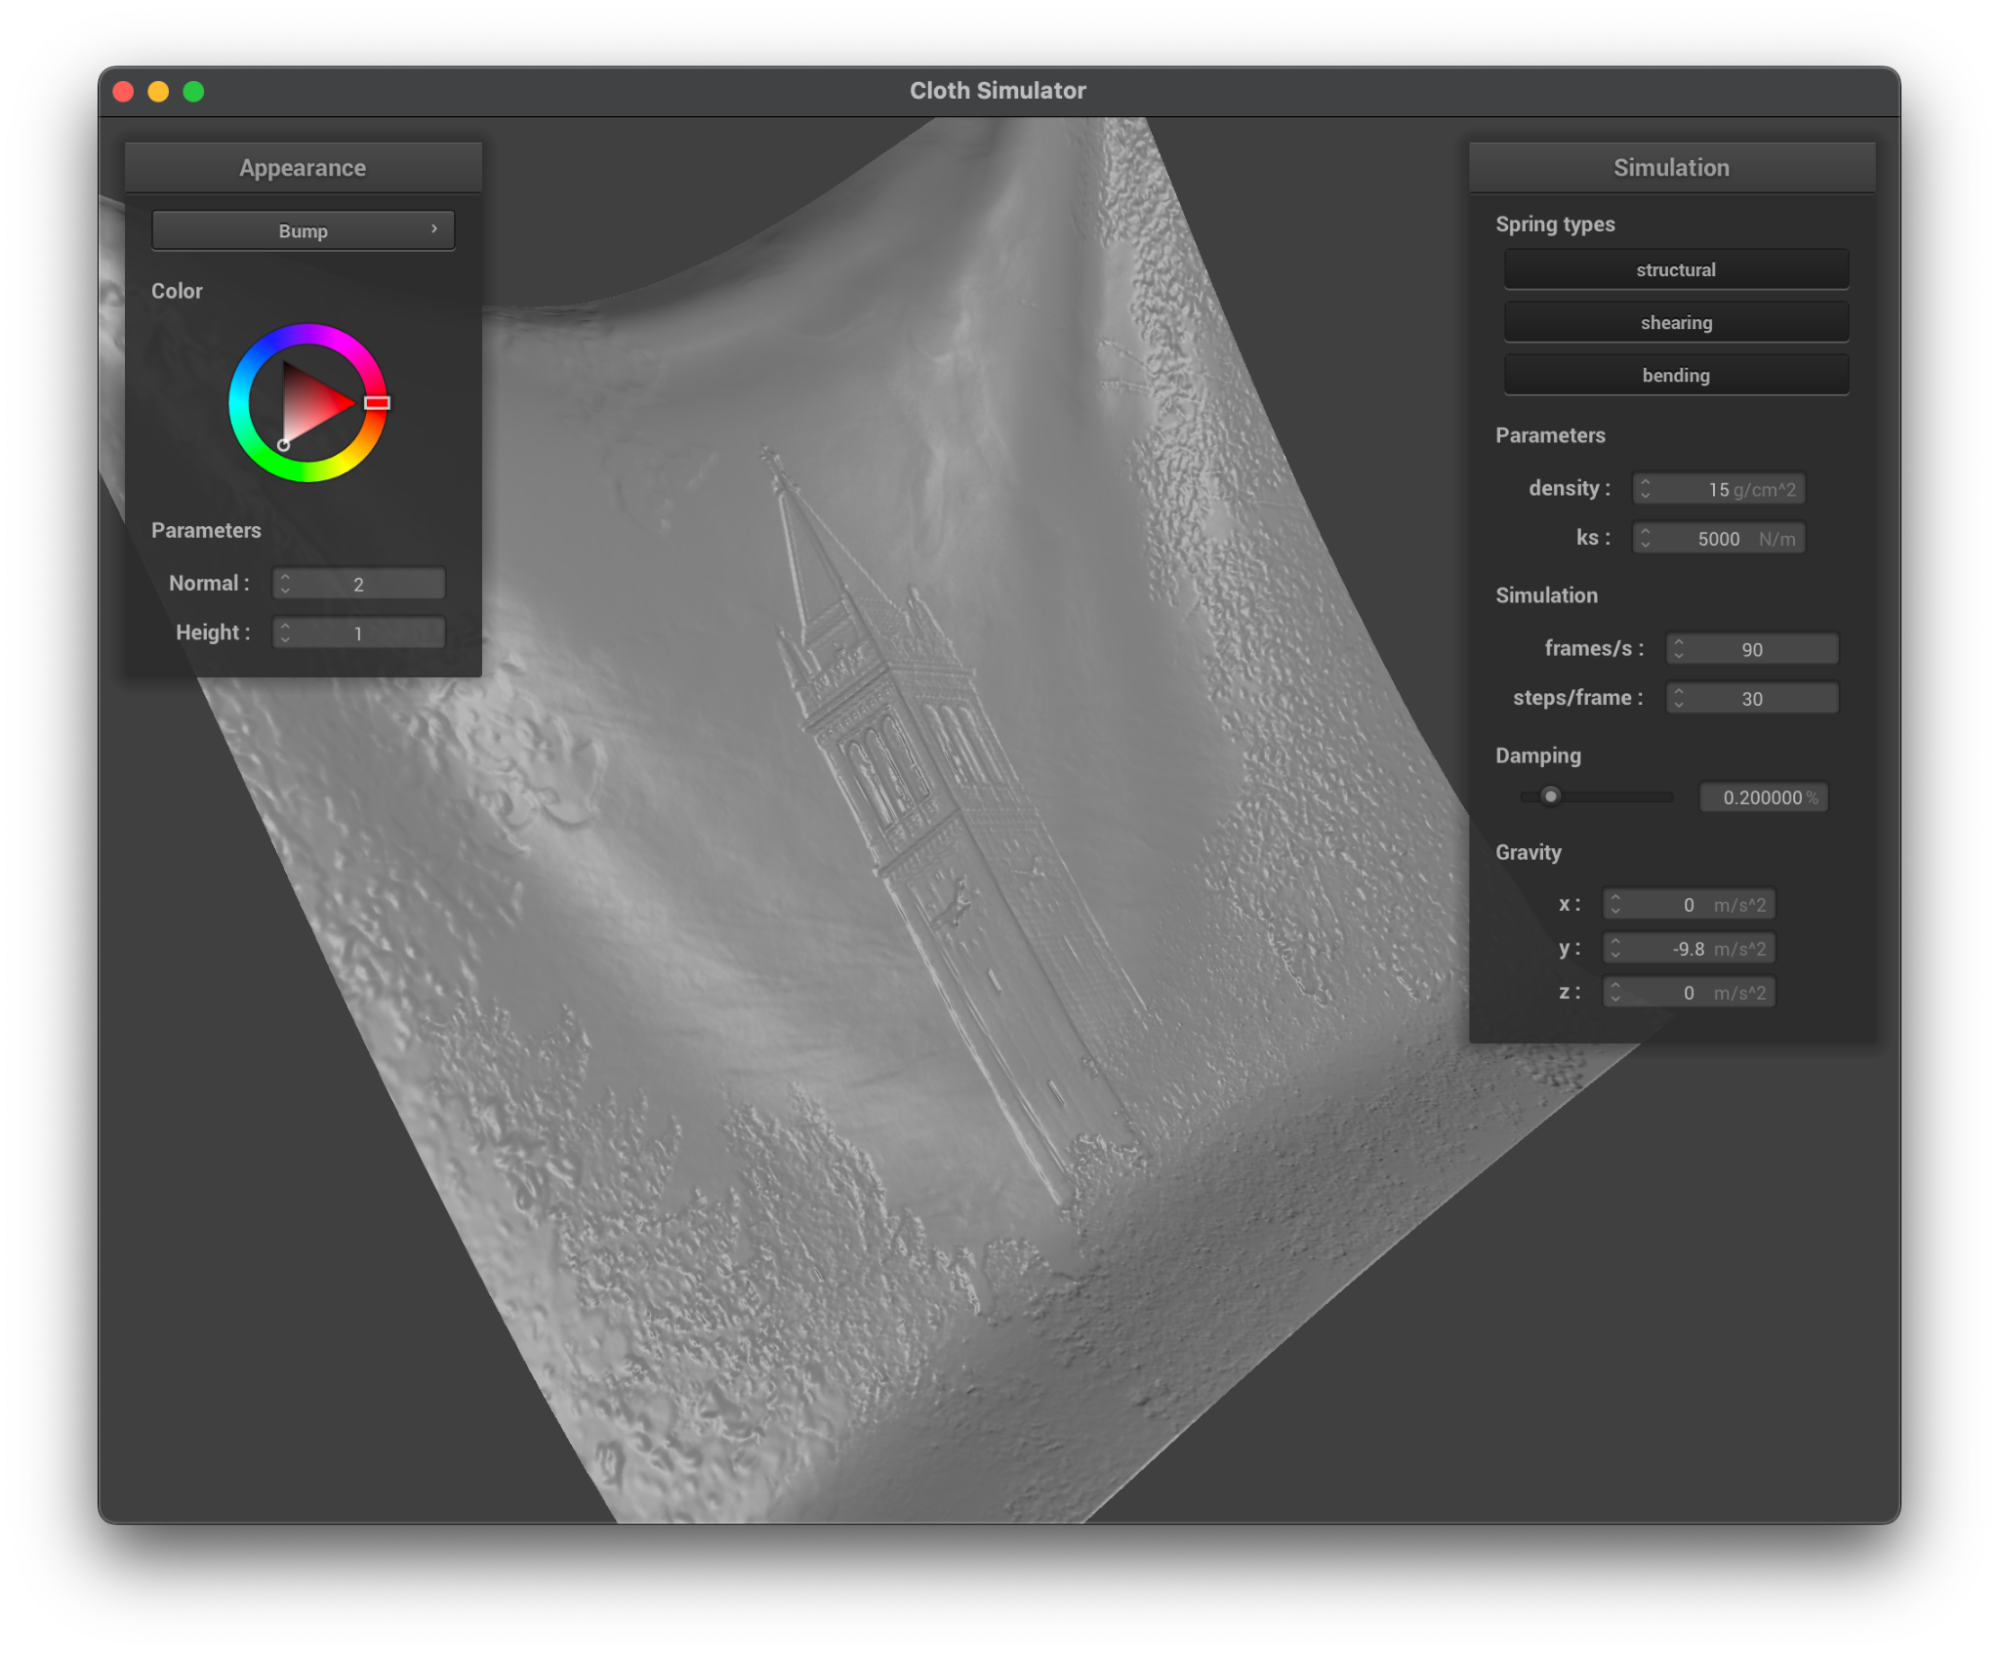 Cloth Simulator
Appearance
Bump
Color
Parameters
Normal : 2
Height : 1
Simulation
Spring types
structural
shearing
bending
Parameters
density : 15 g/cm^2
ks : 5000 N/m
Simulation
frames/s : 90
steps/frame : 30
Damping
0.200000 %
Gravity
x : 0 m/s^2
y : -9.8 m/s^2
z : 0 m/s^2